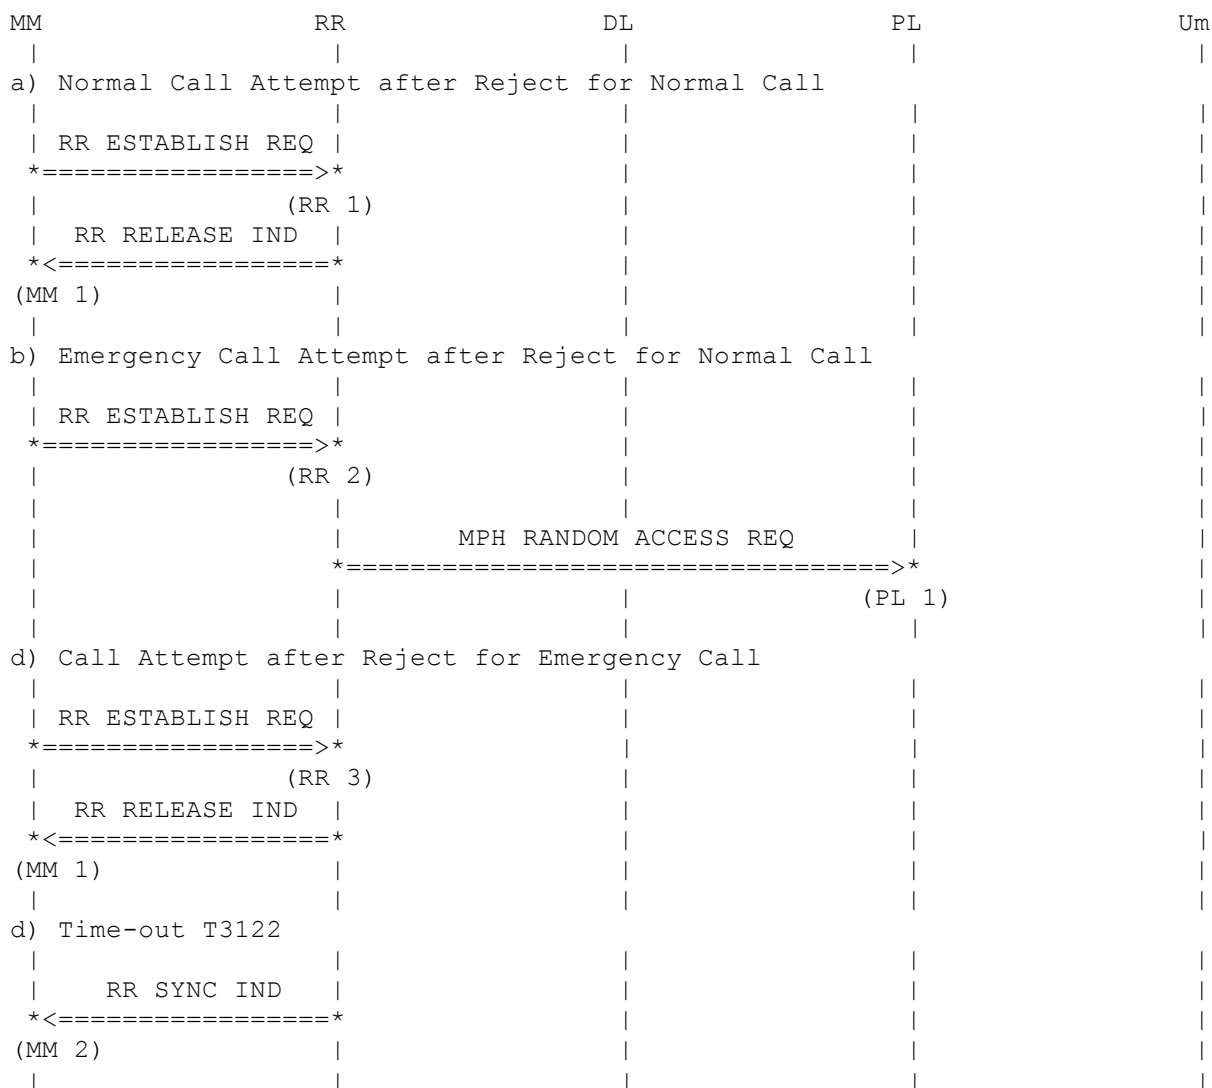 MM RR DL PL Um
| | | | |
a) Normal Call Attempt after Reject for Normal Call
| | | | |
| RR ESTABLISH REQ | | | |
*=================>* | | |
| (RR 1) | | |
| RR RELEASE IND | | | |
*<=================* | | |
(MM 1) | | | |
| | | | |
b) Emergency Call Attempt after Reject for Normal Call
| | | | |
| RR ESTABLISH REQ | | | |
*=================>* | | |
| (RR 2) | | |
| | | | |
| | MPH RANDOM ACCESS REQ | |
| *==================================>* |
| | | (PL 1) |
| | | | |
d) Call Attempt after Reject for Emergency Call
| | | | |
| RR ESTABLISH REQ | | | |
*=================>* | | |
| (RR 3) | | |
| RR RELEASE IND | | | |
*<=================* | | |
(MM 1) | | | |
| | | | |
d) Time-out T3122
| | | | |
| RR SYNC IND | | | |
*<=================* | | |
(MM 2) | | | |
| | | | |